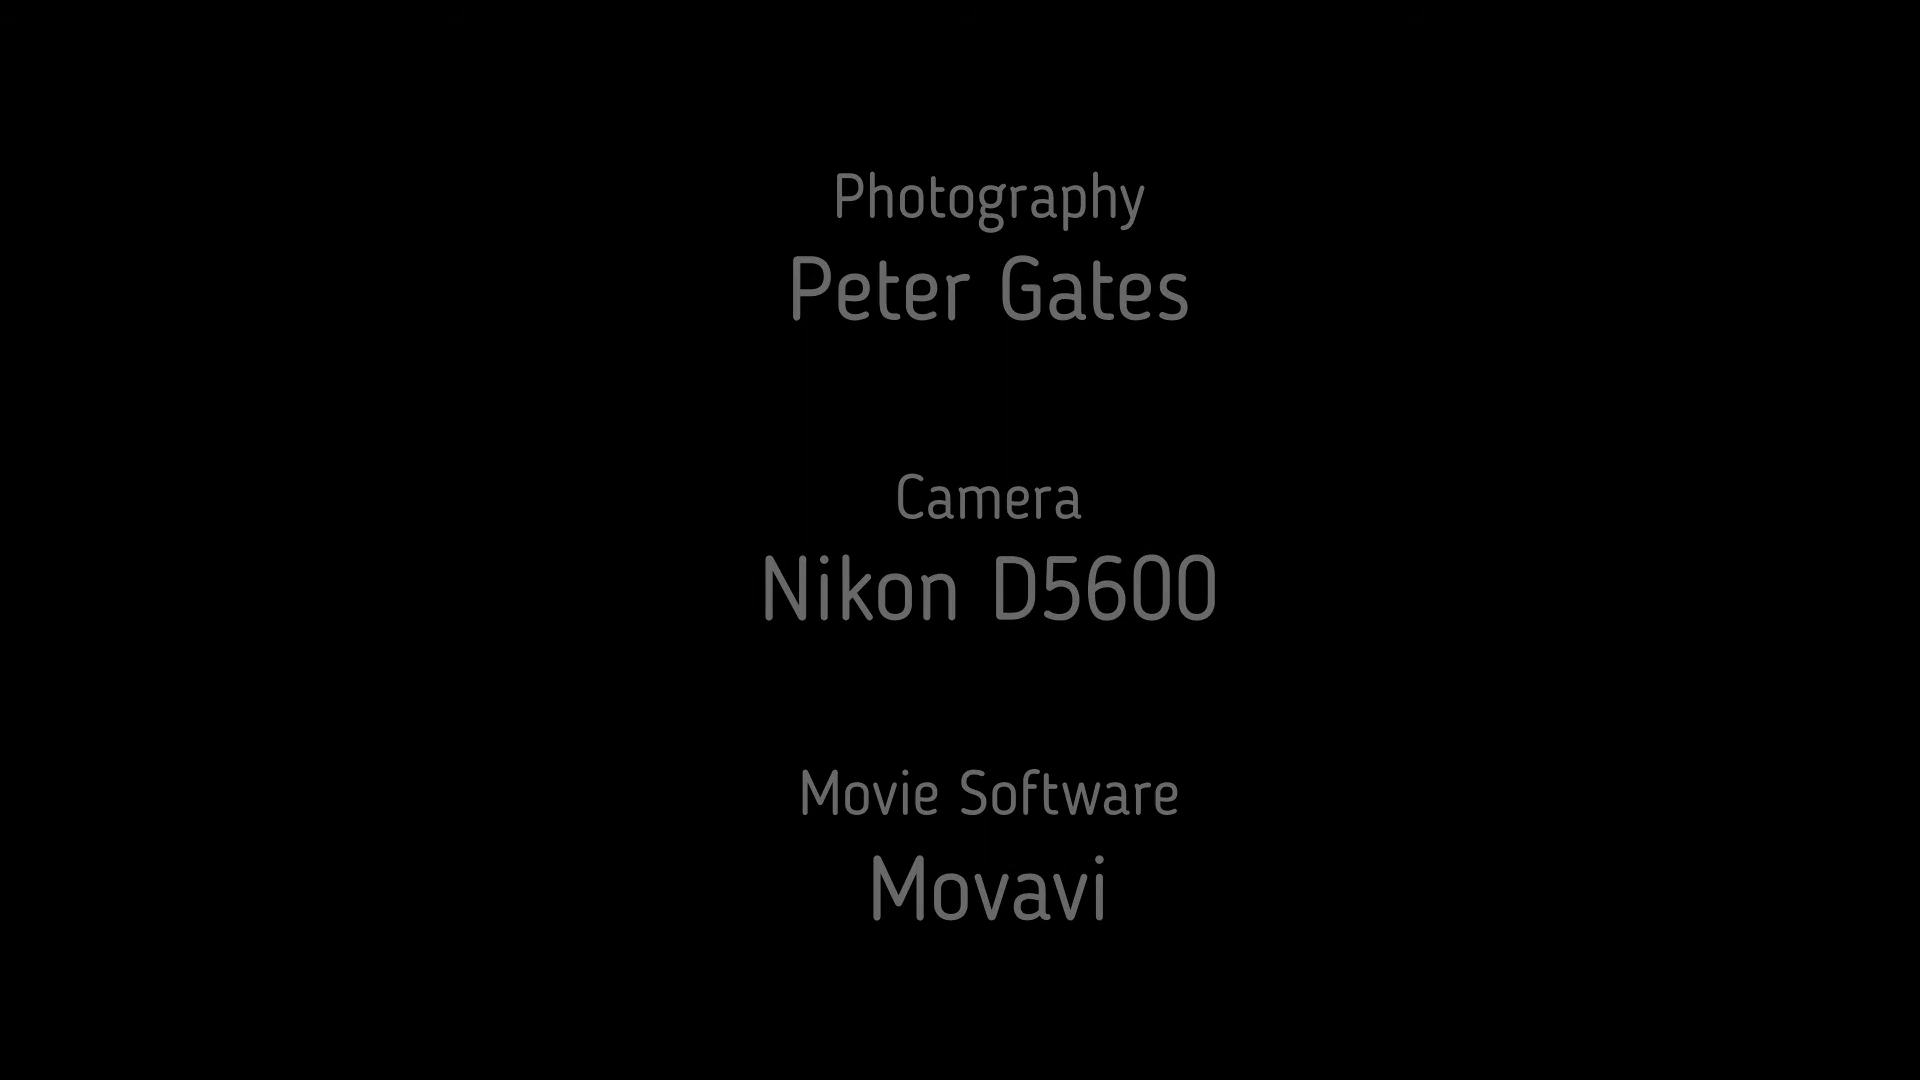 Photography
Peter Gates
Camera
Nikon D5600
Movie Software
Movavi